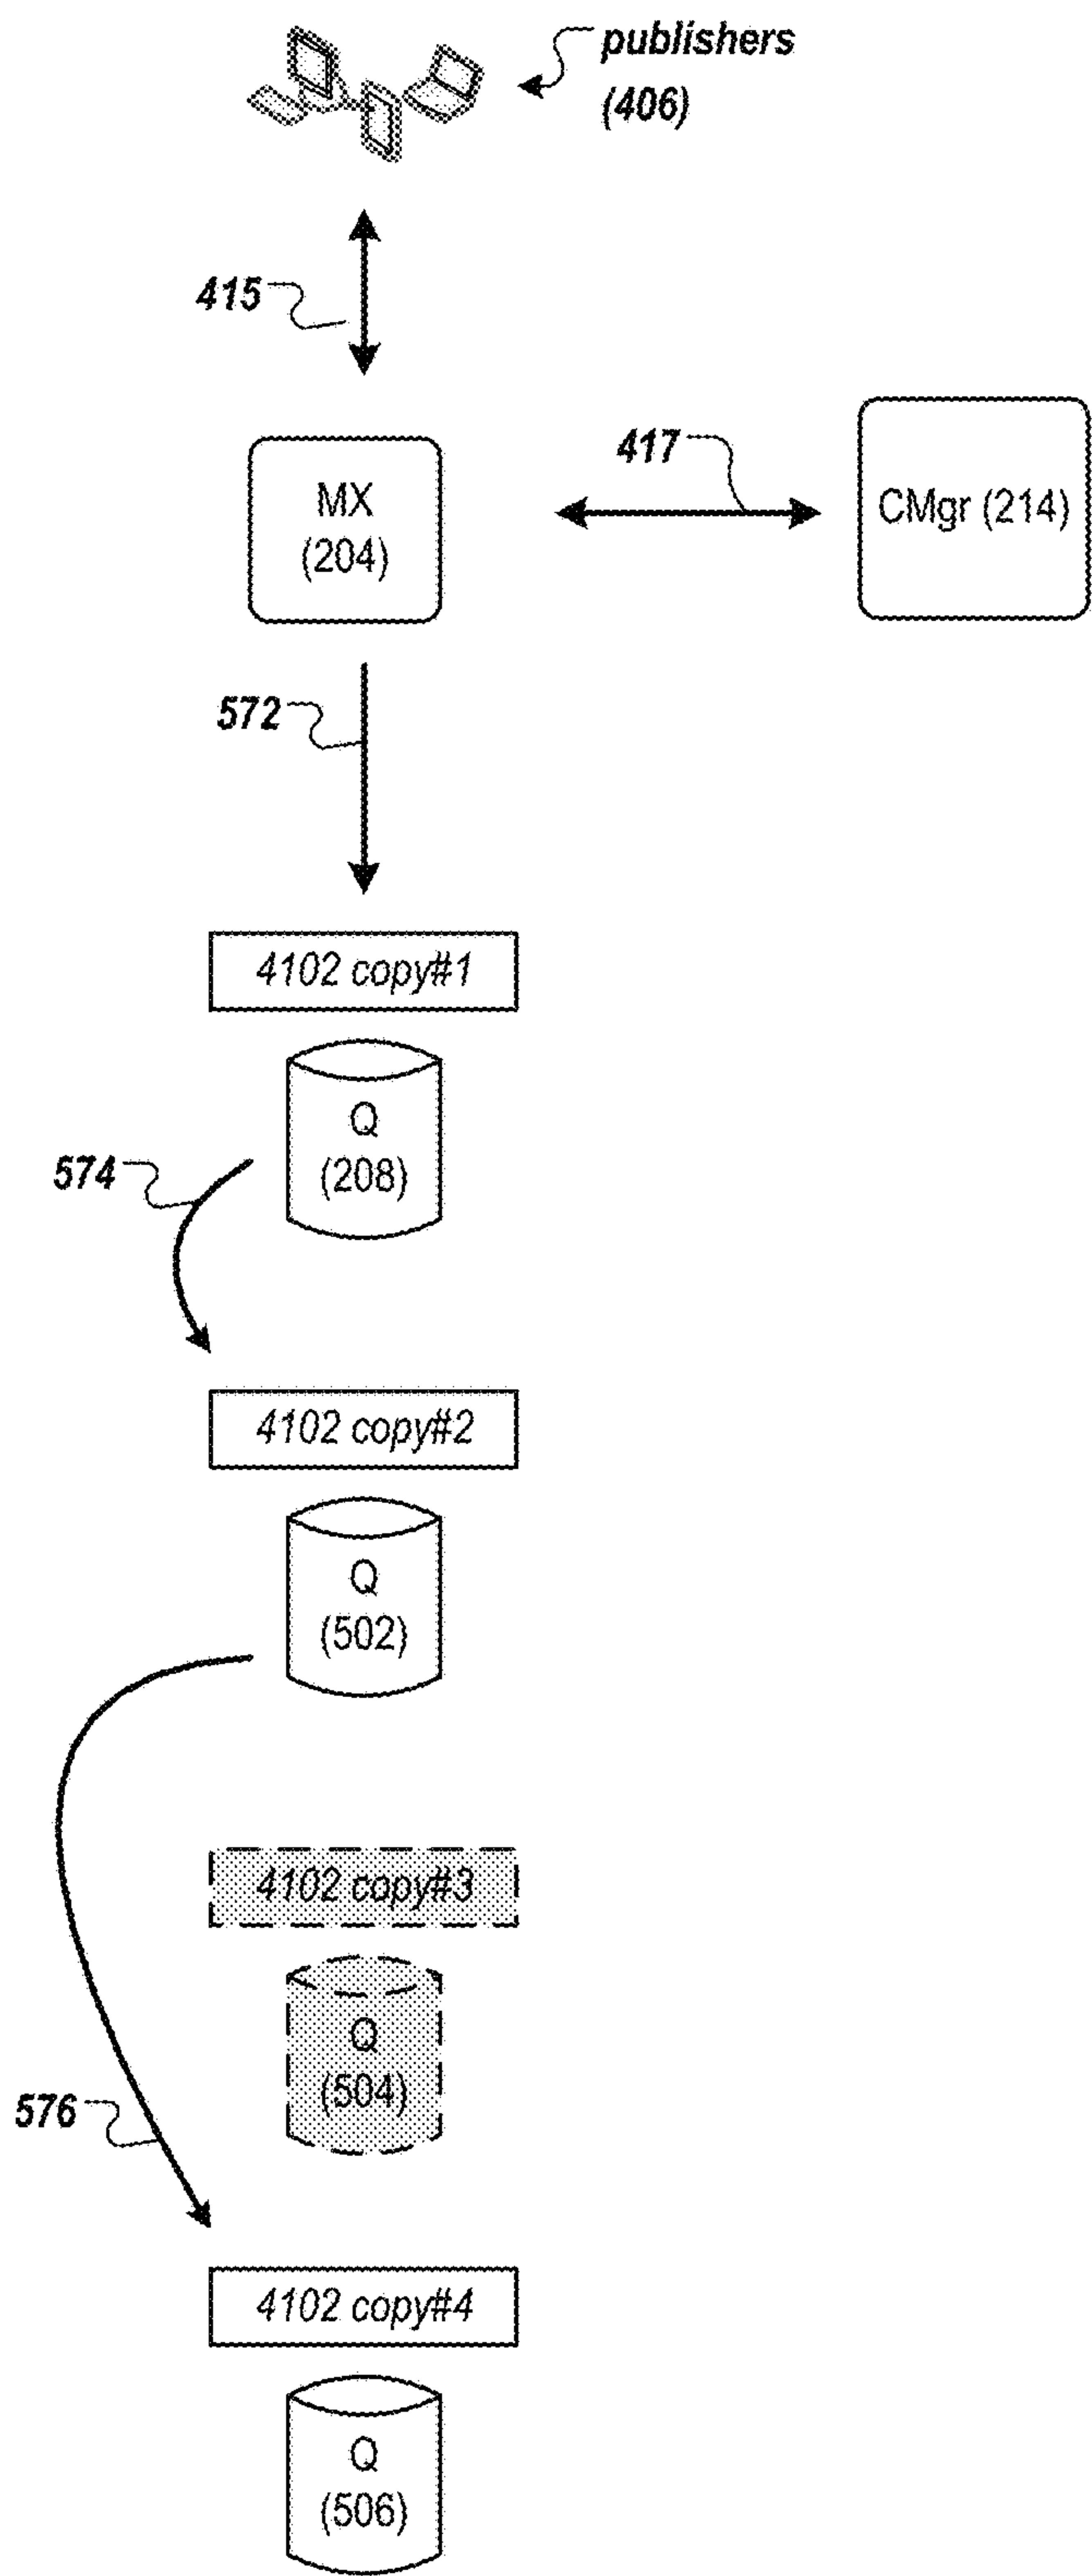 publishers
(406)
415
417
MX
(204)
CMgr (214)
572
4102 copy#1
Q
(208)
574
4102 copy#2
Q
(502)
4102 copy#3
Q
(504)
576
4102 copy#4
Q
(506)